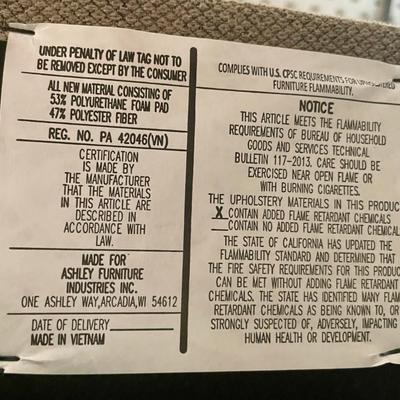 UNDER PENALTY OF LAW TAG NOT TO
BE REMOVED EXCEPT BY THE CONSUMER
ALL NEW MATERIAL CONSISTING OF
53% POLYURETHANE FOAM PAD
47% POLYESTER FIBER
REG. NO. PA 42046(VN)
CERTIFICATION
IS MADE BY
THE MANUFACTURER
THAT THE MATERIALS
IN THIS ARTICLE ARE
DESCRIBED IN
ACCORDANCE WITH
LAW.
MADE FOR
ASHLEY FURNITURE
INDUSTRIES INC.
ONE ASHLEY WAY,ARCADIA,WI 54612
DATE OF DELIVERY
MADE IN VIETNAM
COMPLIES WITH U.S. CPSC REQUIREMENTS FOR
FURNITURE FLAMMABILITY.
NOTICE
THIS ARTICLE MEETS THE FLAMMABILITY
REQUIREMENTS OF BUREAU OF HOUSEHOLD
GOODS AND SERVICES TECHNICAL
BULLETIN 117-2013. CARE SHOULD BE
EXERCISED NEAR OPEN FLAME OR
WITH BURNING CIGARETTES.
THE UPHOLSTERY MATERIALS IN THIS PRODUC
X CONTAIN ADDED FLAME RETARDANT CHEMICALS
__CONTAIN NO ADDED FLAME RETARDANT CHEMICALS
THE STATE OF CALIFORNIA HAS UPDATED THE
FLAMMABILITY STANDARD AND DETERMINED THAT
THE FIRE SAFETY REQUIREMENTS FOR THIS PRODUC
CAN BE MET WITHOUT ADDING FLAME RETARDANT
CHEMICALS. THE STATE HAS IDENTIFIED MANY FLAM
RETARDANT CHEMICALS AS BEING KNOWN TO, OR
STRONGLY SUSPECTED OF, ADVERSELY, IMPACTING
HUMAN HEALTH OR DEVELOPMENT.